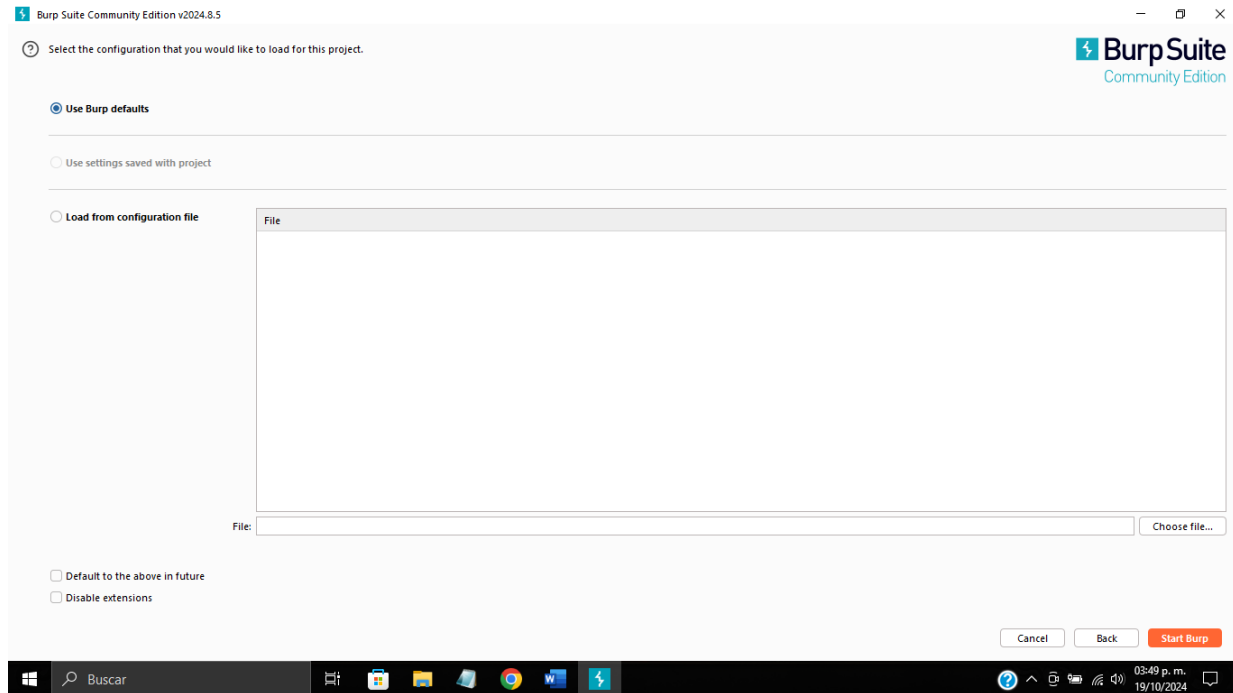 Burp Suite Community Edition v2024.8.5
Select the configuration that you would like to load for this project.
Burp Suite
Community Edition
Use Burp defaults
Use settings saved with project
Load from configuration file
File
File:
Choose file...
Default to the above in future
Disable extensions
Cancel
Back
Start Burp
Buscar
03:49 p. m.
19/10/2024